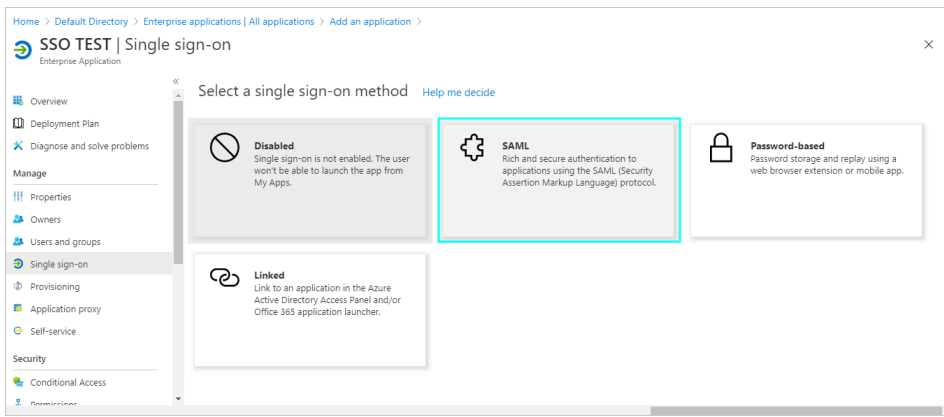 Home > Default Directory > Enterprise applications | All applications > Add an application >
SSO TEST | Single sign-on
Enterprise Application
Overview
Deployment Plan
Diagnose and solve problems
Manage
Properties
Owners
Users and groups
Single sign-on
Provisioning
Application proxy
Self-service
Security
Conditional Access
Permissions
Select a single sign-on method Help me decide
Disabled
Single sign-on is not enabled. The user
won't be able to launch the app from
My Apps.
SAML
Rich and secure authentication to
applications using the SAML (Security
Assertion Markup Language) protocol.
Password-based
Password storage and replay using a
web browser extension or mobile app.
Linked
Link to an application in the Azure
Active Directory Access Panel and/or
Office 365 application launcher.